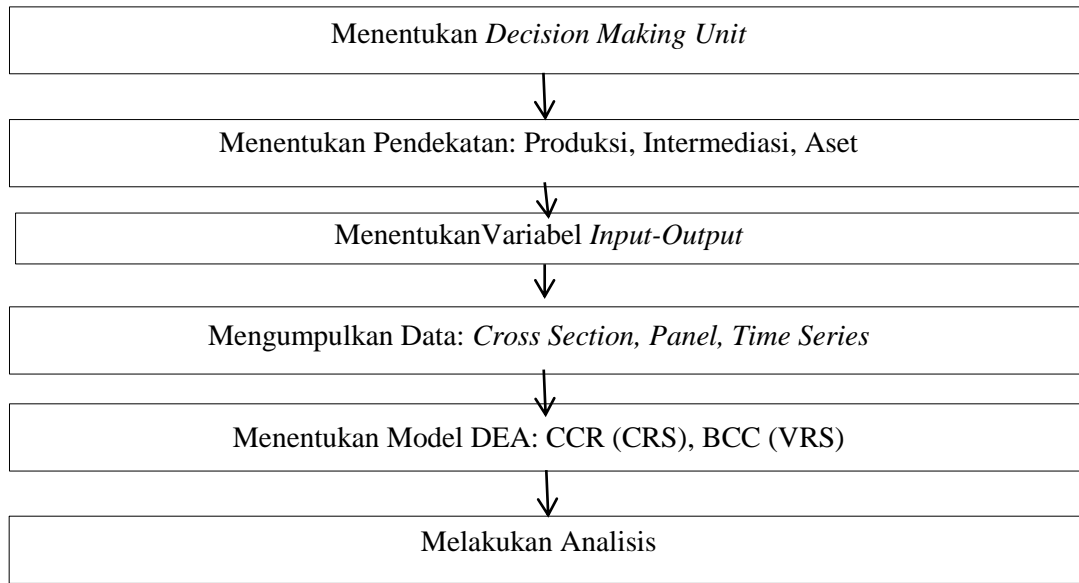 Menentukan Decision Making Unit
Menentukan Pendekatan: Produksi, Intermediasi, Aset
MenentukanVariabel Input-Output
Mengumpulkan Data: Cross Section, Panel, Time Series
Menentukan Model DEA: CCR (CRS), BCC (VRS)
Melakukan Analisis